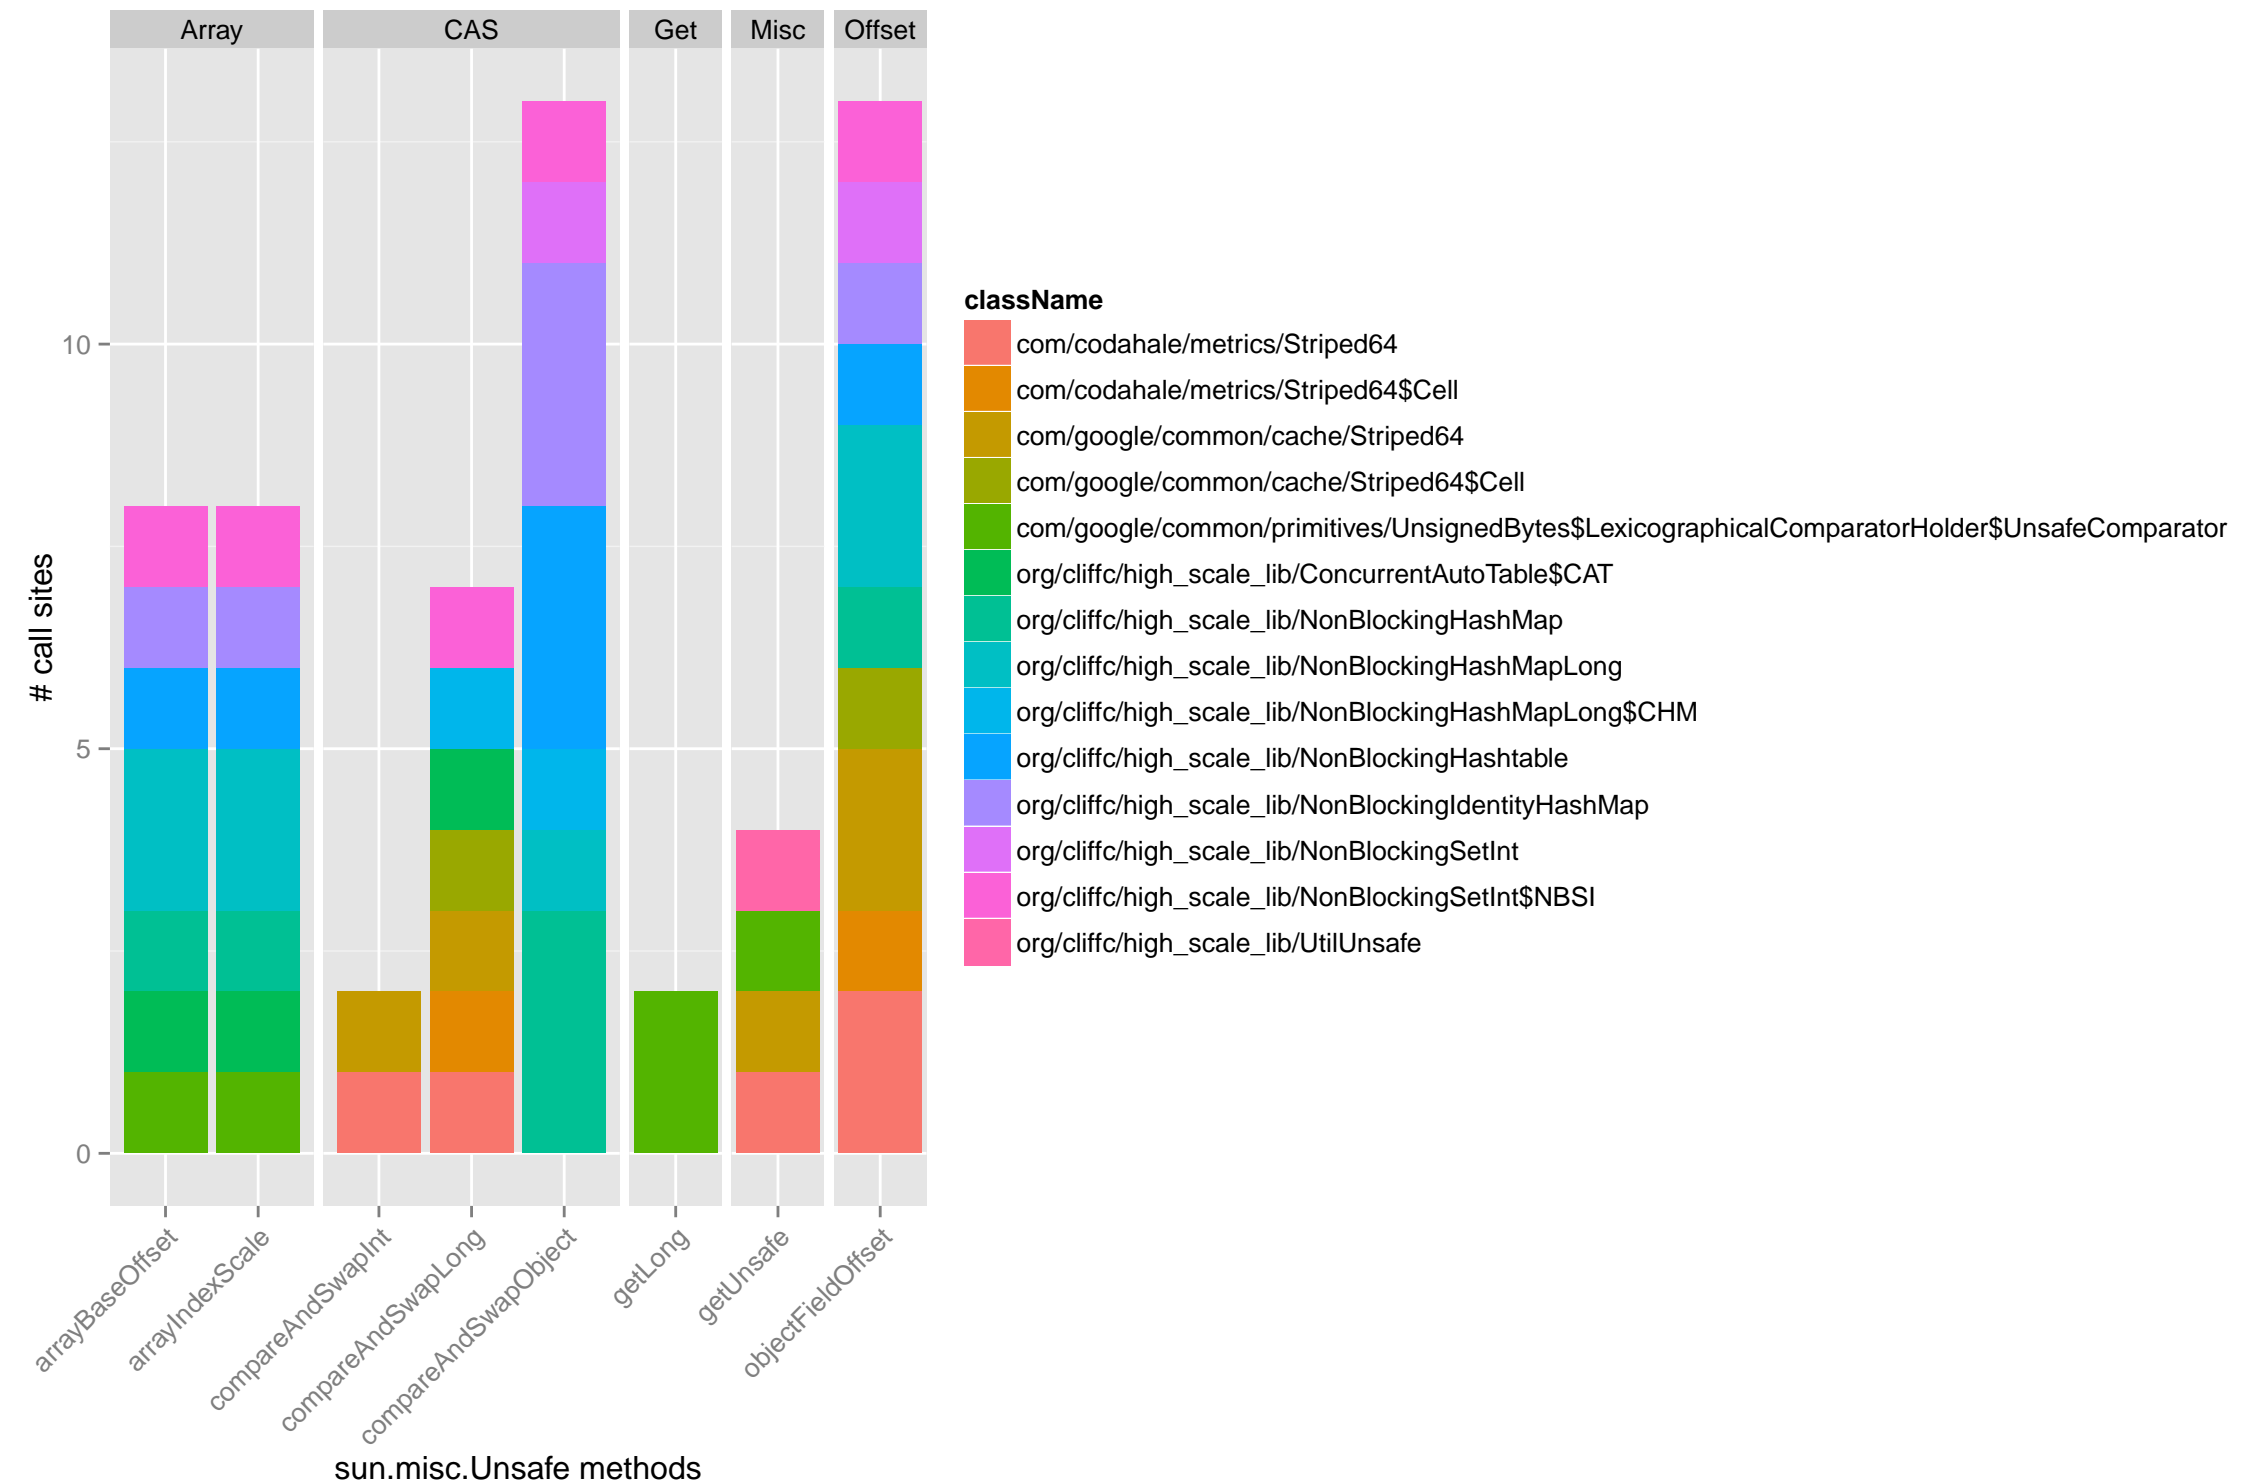 Array
CAS
Get
Misc
Offset
# call sites
10
5
0
arrayBaseOffset
arrayIndexScale
compareAndSwapInt
compareAndSwapLong
compareAndSwapObject
getLong
getUnsafe
objectFieldOffset
sun.misc.Unsafe methods
className
com/codahale/metrics/Striped64
com/codahale/metrics/Striped64$Cell
com/google/common/cache/Striped64
com/google/common/cache/Striped64$Cell
com/google/common/primitives/UnsignedBytes$LexicographicalComparatorHolder$UnsafeComparator
org/cliffc/high_scale_lib/ConcurrentAutoTable$CAT
org/cliffc/high_scale_lib/NonBlockingHashMap
org/cliffc/high_scale_lib/NonBlockingHashMapLong
org/cliffc/high_scale_lib/NonBlockingHashMapLong$CHM
org/cliffc/high_scale_lib/NonBlockingHashtable
org/cliffc/high_scale_lib/NonBlockingIdentityHashMap
org/cliffc/high_scale_lib/NonBlockingSetInt
org/cliffc/high_scale_lib/NonBlockingSetInt$NBSI
org/cliffc/high_scale_lib/UtilUnsafe